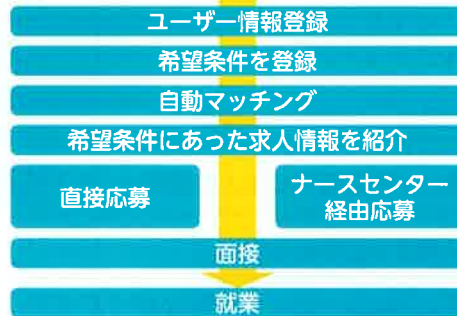 ユーザー情報登録
希望条件を登録
自動マッチング
希望条件にあった求人情報を紹介
直接応募
ナースセンター
経由応募
面接
就業